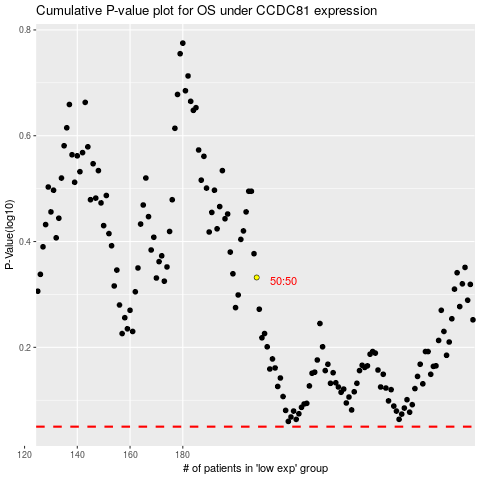 Cumulative P-value plot for OS under CCDC81 expression
0.8
0.6
0.4
0.2
P-Value(log10)
50:50
120 140 160 180
# of patients in 'low exp' group